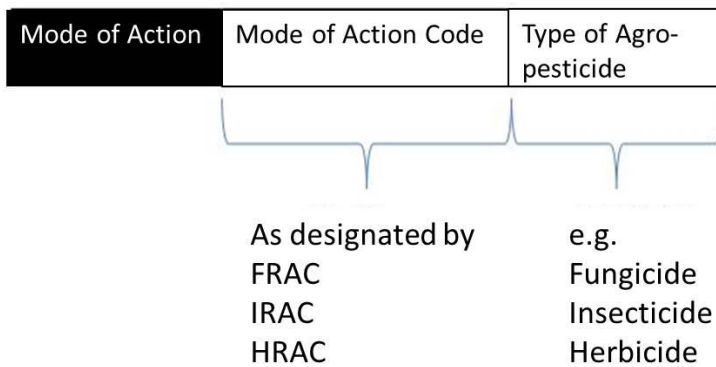 Mode of Action
Mode of Action Code
Type of Agro-
pesticide
As designated by
FRAC
IRAC
HRAC
e.g.
Fungicide
Insecticide
Herbicide